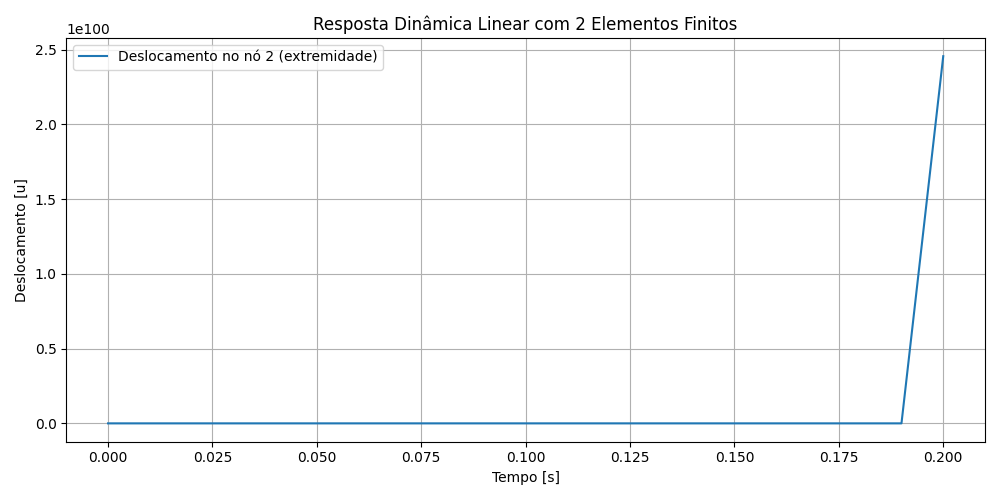 Resposta Dinâmica Linear com 2 Elementos Finitos
1e100
Deslocamento no nó 2 (extremidade)
Deslocamento [u]
2.5
2.0
1.5
1.0
0.5
0.0
0.000 0.025 0.050 0.075 0.100 0.125 0.150 0.175 0.200
Tempo [s]